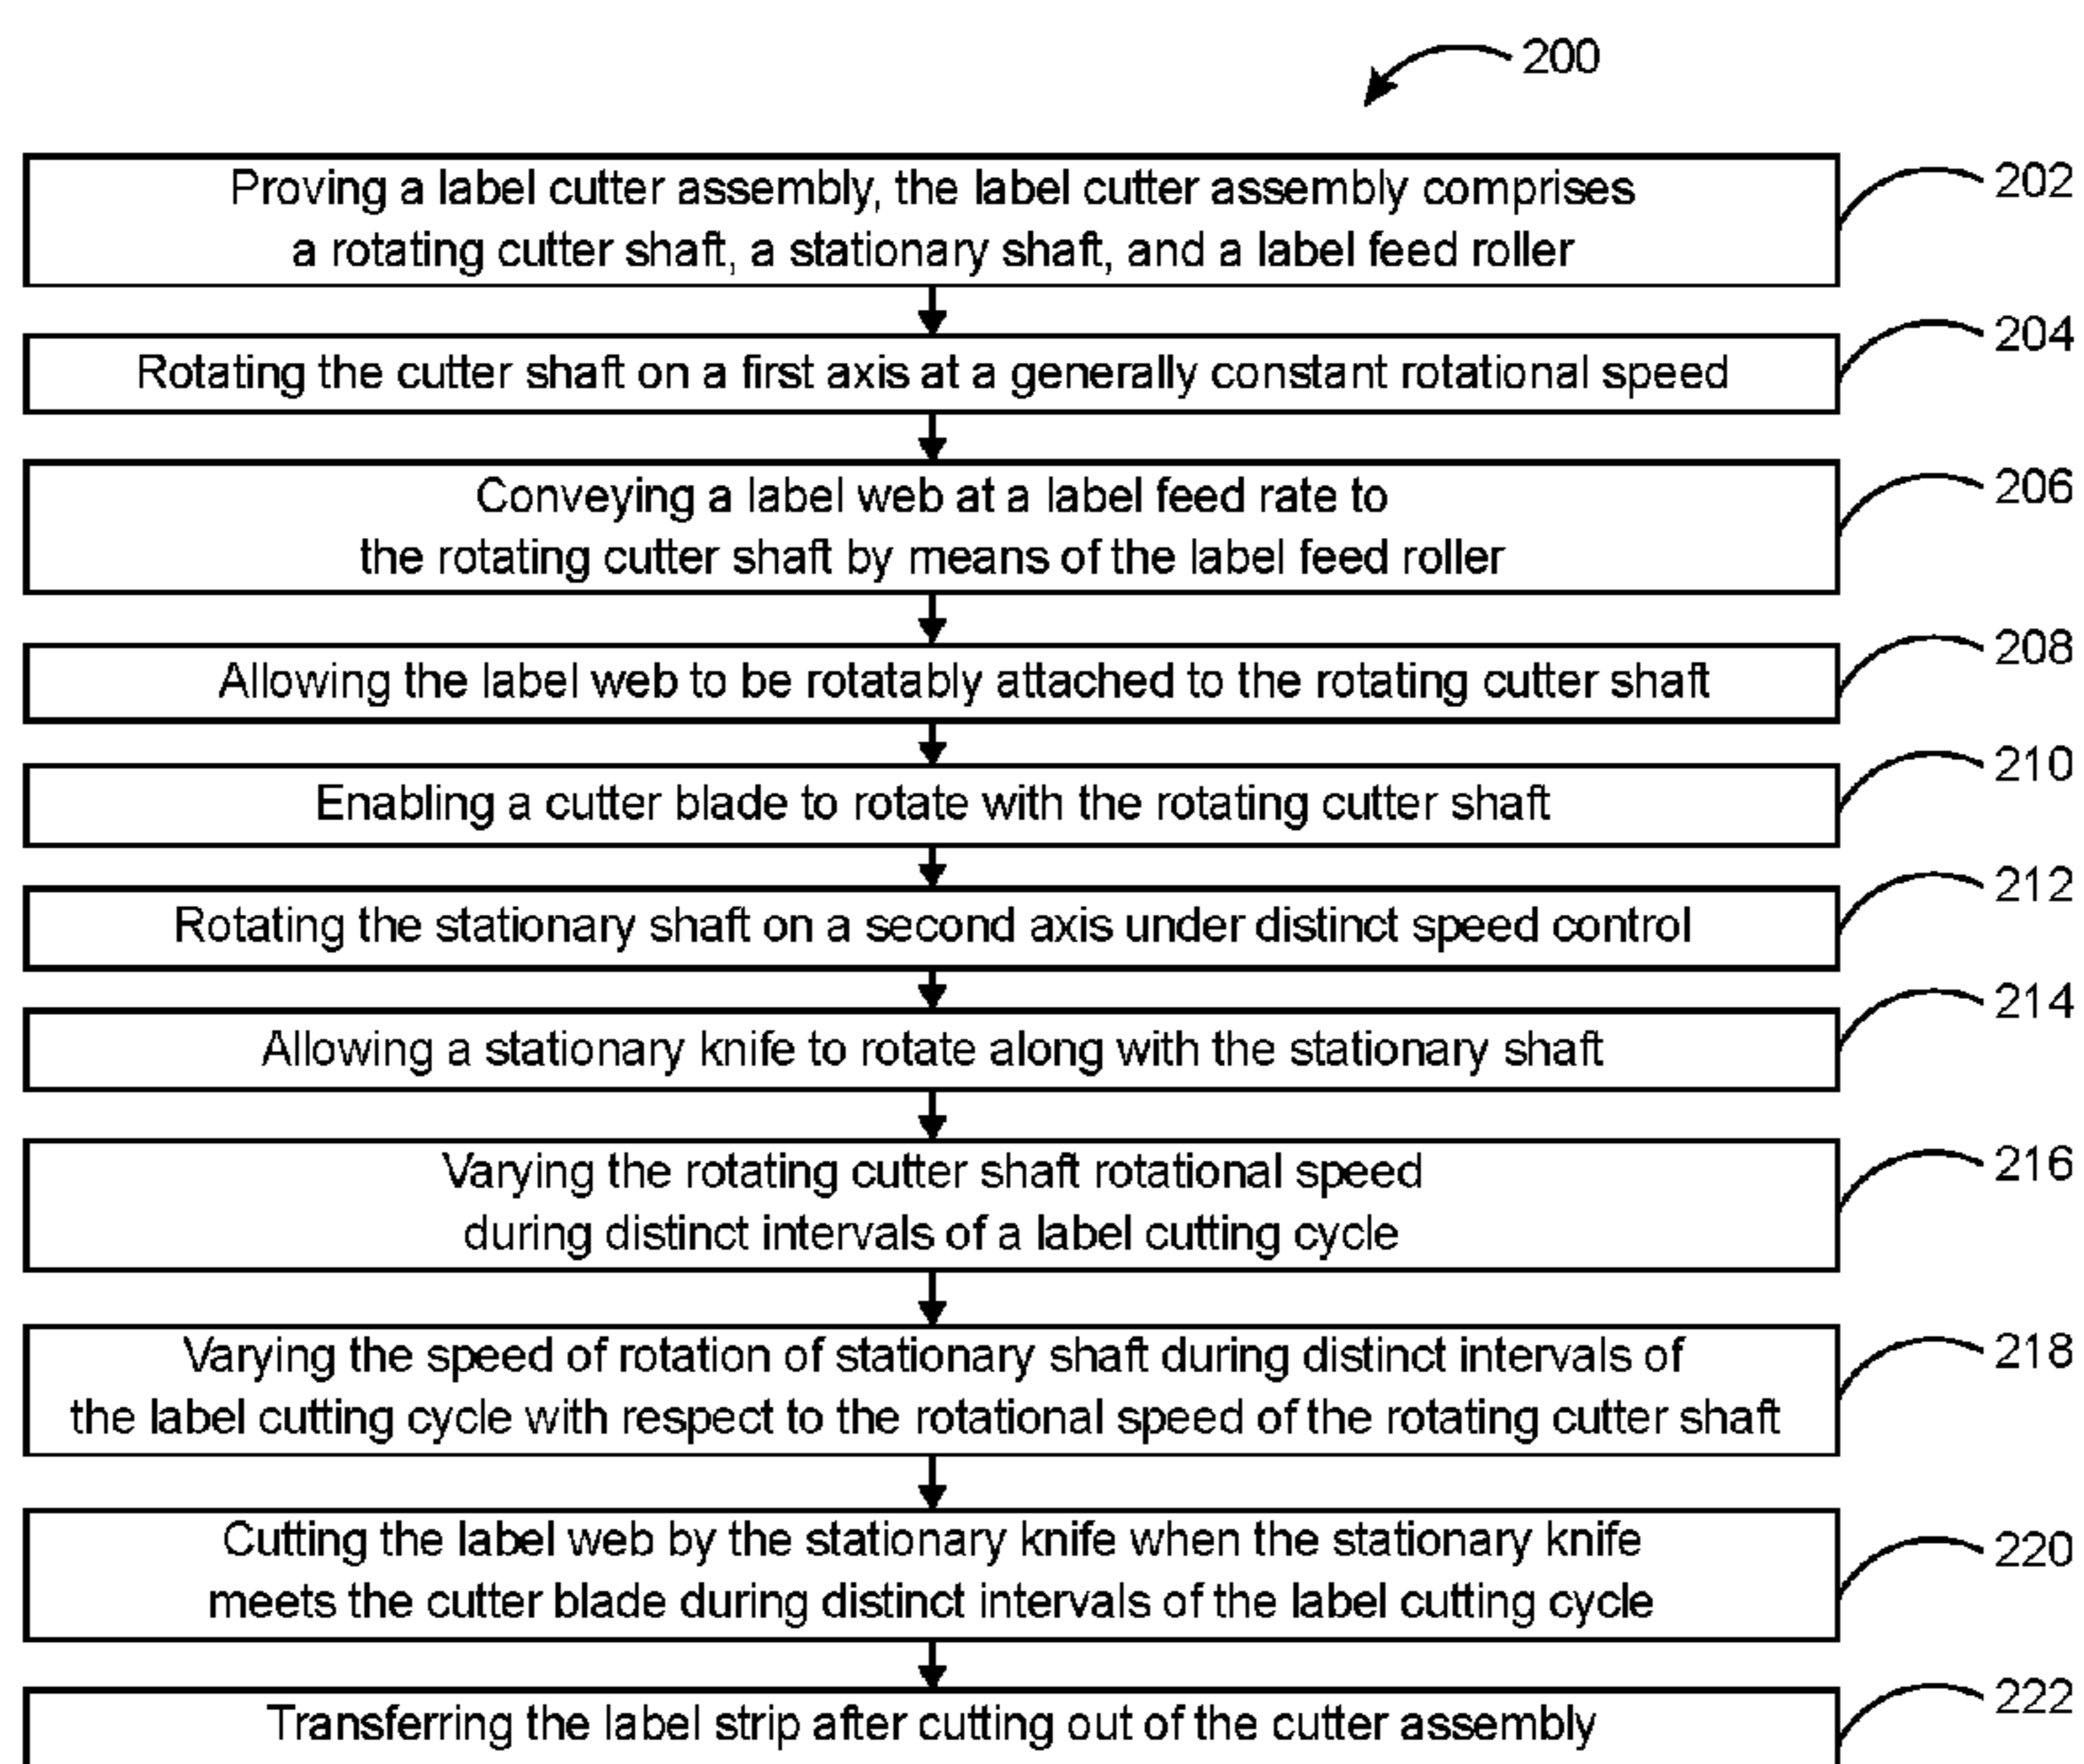 200
Proving a label cutter assembly, the label cutter assembly comprises
a rotating cutter shaft, a stationary shaft, and a label feed roller
202
Rotating the cutter shaft on a first axis at a generally constant rotational speed
204
Conveying a label web at a label feed rate to
the rotating cutter shaft by means of the label feed roller
206
Allowing the label web to be rotatably attached to the rotating cutter shaft
208
Enabling a cutter blade to rotate with the rotating cutter shaft
210
Rotating the stationary shaft on a second axis under distinct speed control
212
Allowing a stationary knife to rotate along with the stationary shaft
214
Varying the rotating cutter shaft rotational speed
during distinct intervals of a label cutting cycle
216
Varying the speed of rotation of stationary shaft during distinct intervals of
the label cutting cycle with respect to the rotational speed of the rotating cutter shaft
218
Cutting the label web by the stationary knife when the stationary knife
meets the cutter blade during distinct intervals of the label cutting cycle
220
Transferring the label strip after cutting out of the cutter assembly
222